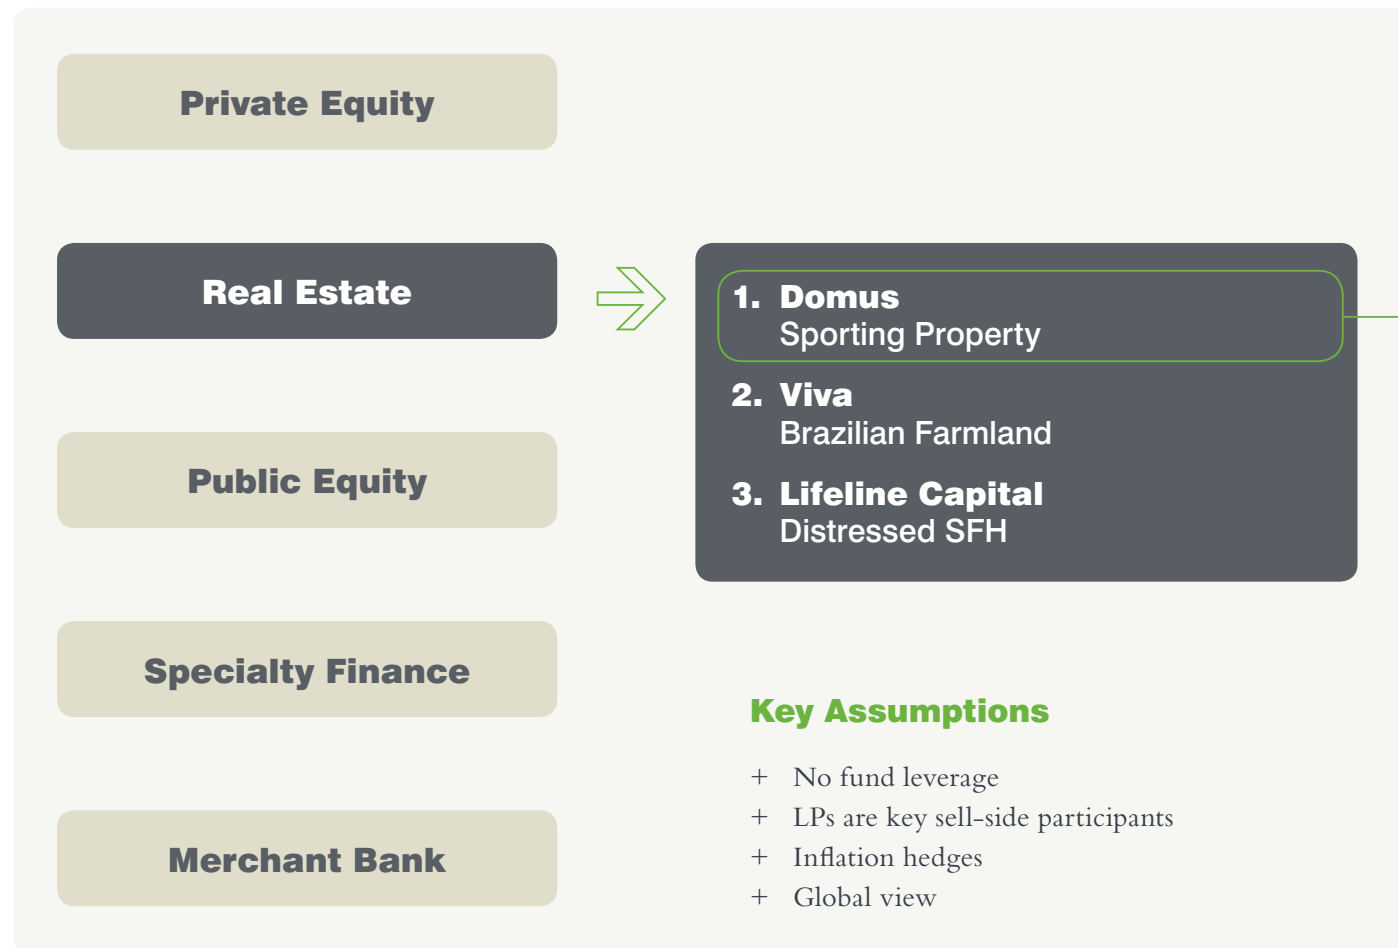 Private Equity
Real Estate
Public Equity
Specialty Finance
Merchant Bank
1. Domus
Sporting Property
2. Viva
Brazilian Farmland
3. Lifeline Capital
Distressed SFH
Key Assumptions
+ No fund leverage
+ LPs are key sell-side participants
+ Inflation hedges
+ Global view